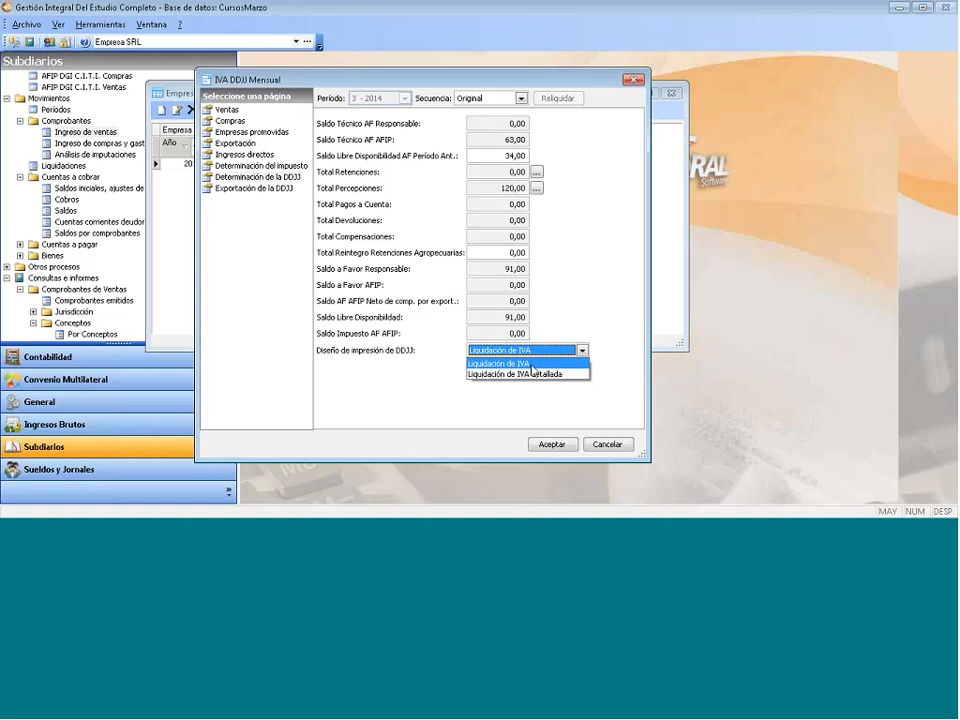 Gestión Integral Del Estudio Completo - Base de datos: CursosMarzo
Archivo Ver Herramientas Ventana ?
Empresa SRL
Subdiarios
AFIP DGI C.I.T.I. Compras
AFIP DGI C.I.T.I. Ventas
Movimientos
Períodos
Comprobantes
Ingreso de ventas
Ingreso de compras y gast
Análisis de imputaciones
Liquidaciones
Cuentas a cobrar
Saldos iniciales, ajustes de
Cobros
Saldos
Cuentas corrientes deudor
Saldos por comprobantes
Cuentas a pagar
Bienes
Otros procesos
Consultas e informes
Comprobantes de Ventas
Comprobantes emitidos
Jurisdicción
Conceptos
Por Conceptos
Contabilidad
Convenio Multilateral
General
Ingresos Brutos
Subdiarios
Sueldos y Jornales
Empres
Empresa
Año
20
IVA DDJJ Mensual
Seleccione una página
Ventas
Compras
Empresas promovidas
Exportación
Ingresos directos
Determinación del impuesto
Determinación de la DDJJ
Exportación de la DDJJ
Período: 3 - 2014 Secuencia: Original Reliquidar
Saldo Técnico AF Responsable: 0,00
Saldo Técnico AF AFIP: 63,00
Saldo Libre Disponibilidad AF Período Ant.: 34,00
Total Retenciones: 0,00 ...
Total Percepciones: 120,00 ...
Total Pagos a Cuenta: 0,00
Total Devoluciones: 0,00
Total Compensaciones: 0,00
Total Reintegro Retenciones Agropecuarias: 0,00
Saldo a Favor Responsable: 91,00
Saldo a Favor AFIP: 0,00
Saldo AF AFIP Neto de comp. por export.: 0,00
Saldo Libre Disponibilidad: 91,00
Saldo Impuesto AF AFIP: 0,00
Diseño de impresión de DDJJ: Liquidación de IVA
Liquidación de IVA
Liquidación de IVA
Aceptar Cancelar
RAL
Software
MAY NUM DESP